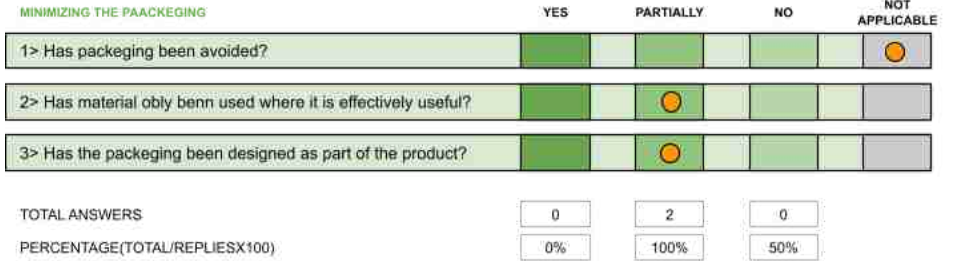 MINIMIZING THE PAACKEGING YES PARTIALLY NO NOT APPLICABLE
1> Has packeging been avoided?
2> Has material obly benn used where it is effectively useful?
3> Has the packeging been designed as part of the product?
TOTAL ANSWERS 0 2 0
PERCENTAGE(TOTAL/REPLIESX100) 0% 100% 50%